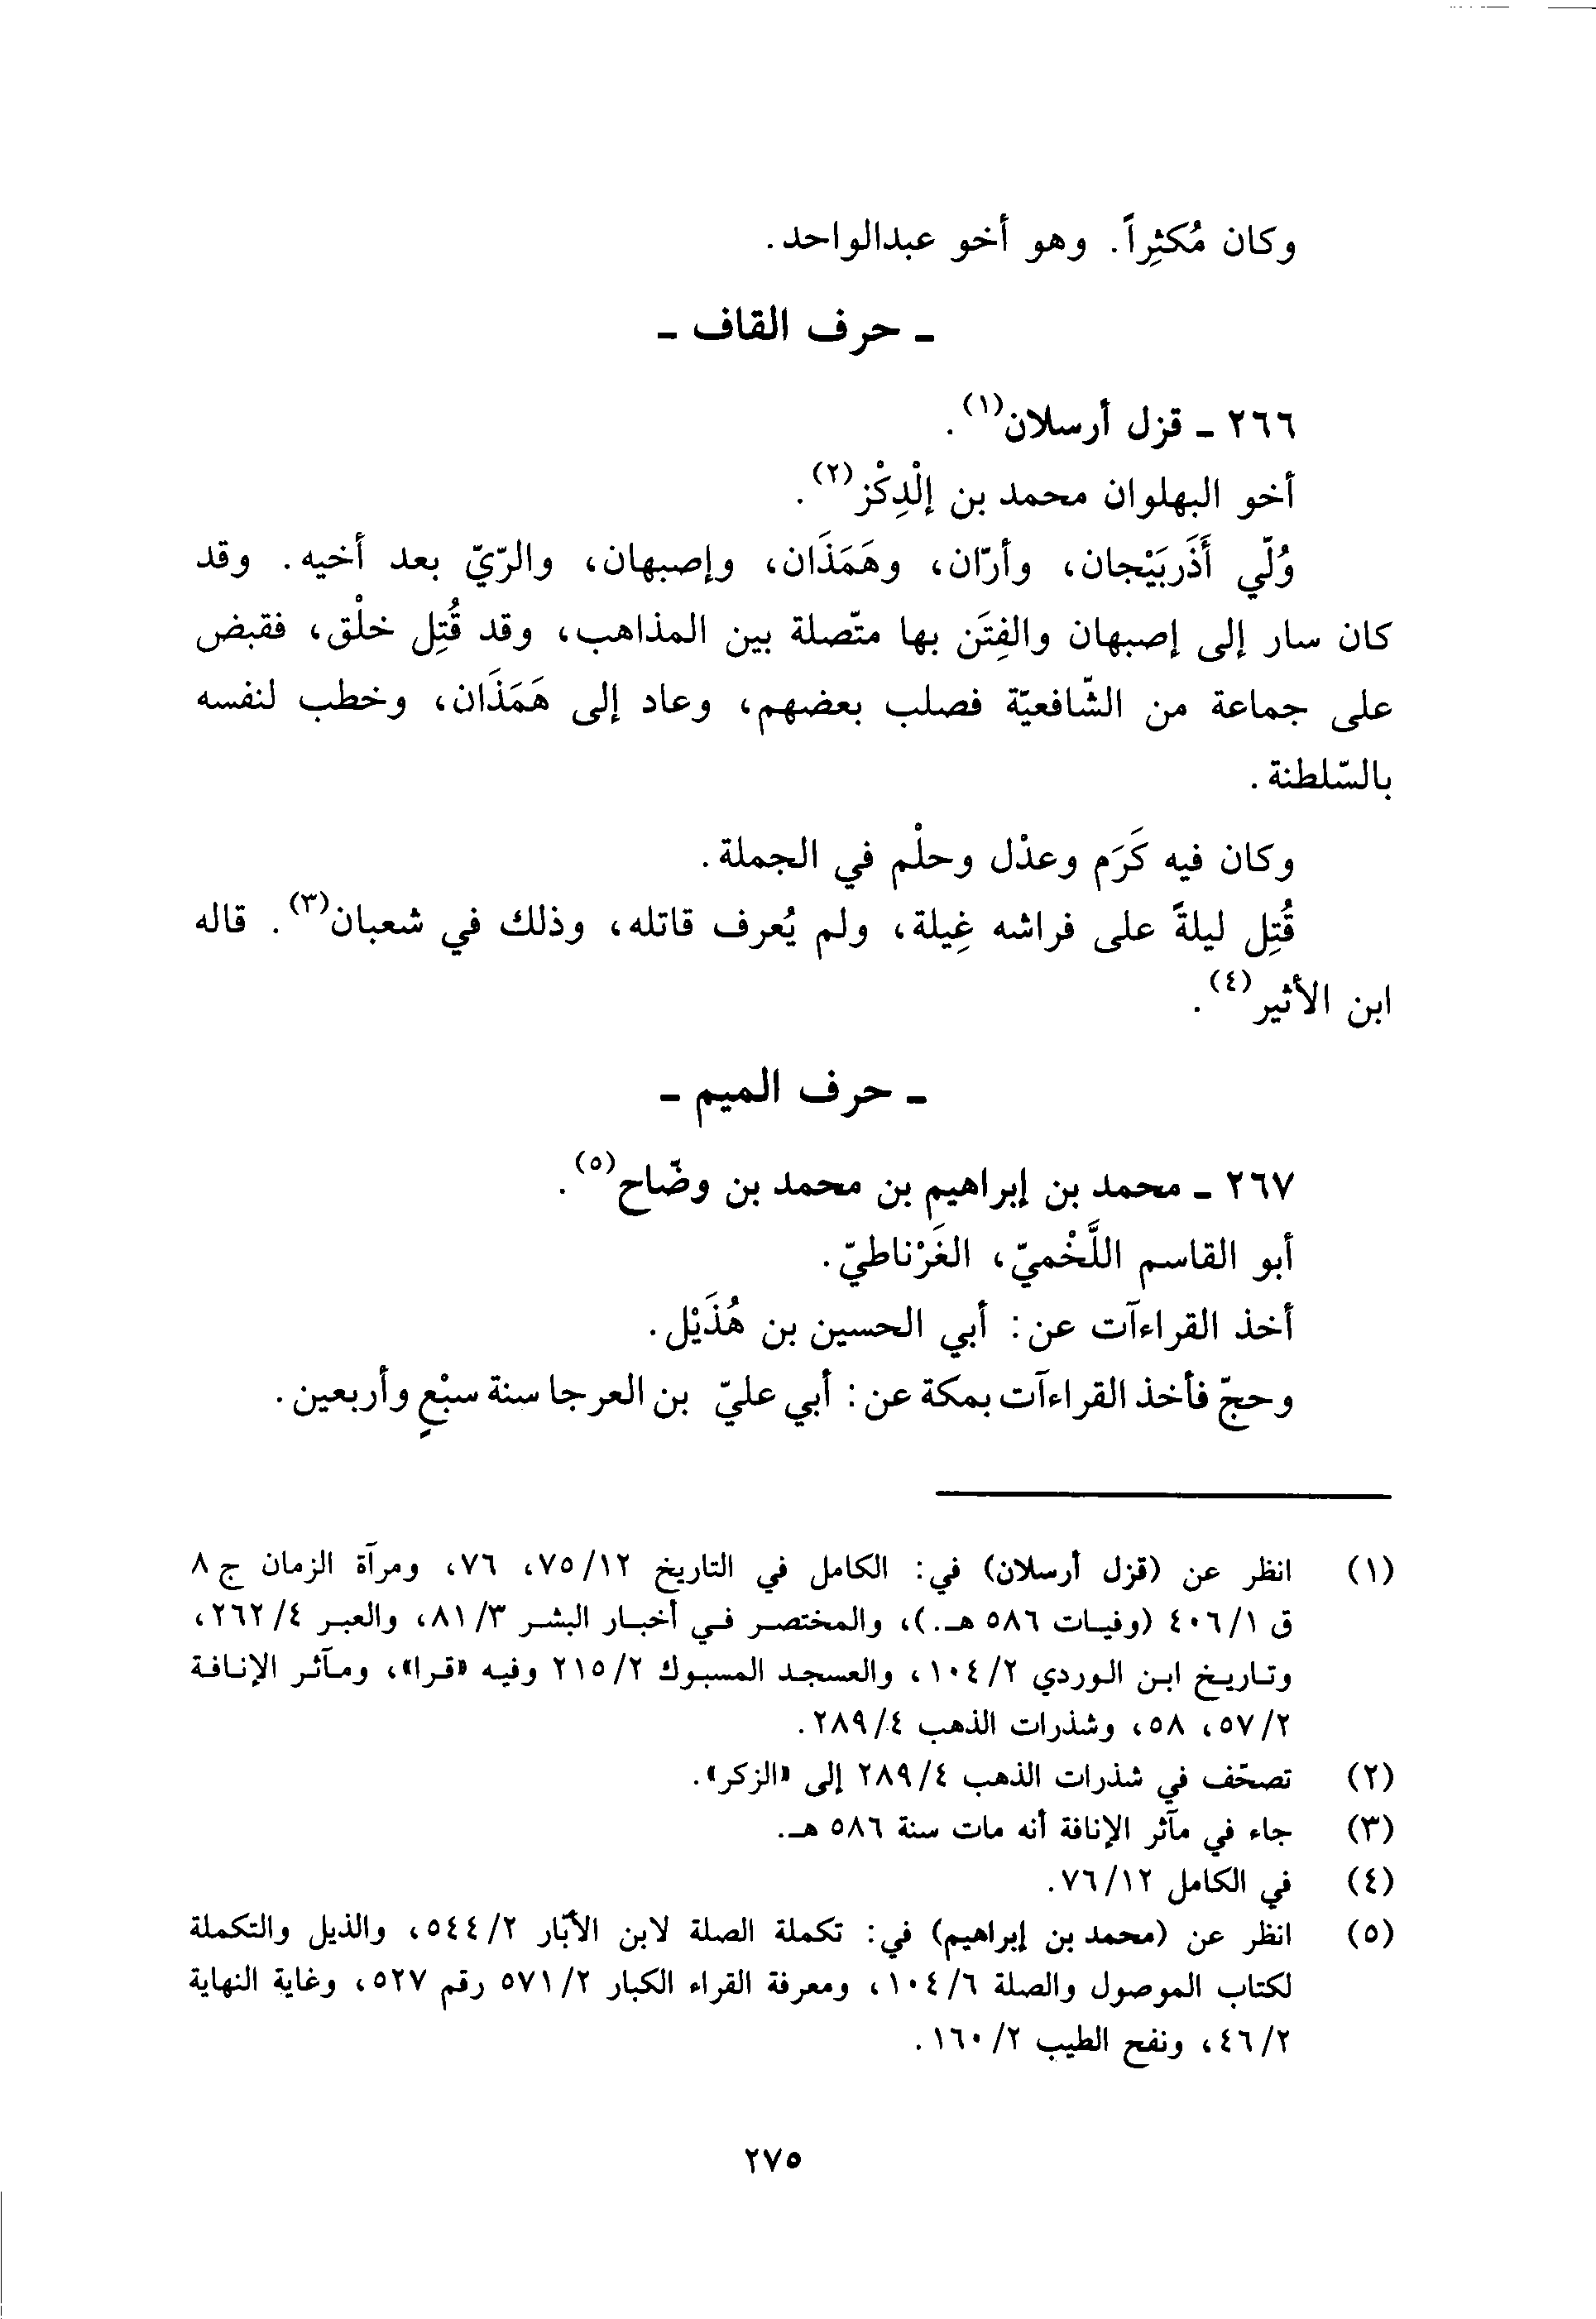 وكان مُكثِراً. وهو أخو عبدالواحد.
ـ حرف القاف ـ
٢٦٦ ـ قزل أرسلان(١).
أخو البهلوان محمد بن إلْدِكْز(٢).
وُلّي أَذَربَيْجان، وأرّان، وهَمَذَان، وإصبهان، والرّيّ بعد أخيه. وقد
كان سار إلى إصبهان والفِتَن بها متّصلة بين المذاهب، وقد قُتِل خلْق، فقبض
على جماعة من الشّافعيّة فصلب بعضهم، وعاد إلى هَمَذَان، وخطب لنفسه
بالسّلطنة.
وكان فيه كَرَم وعدْل وحلْم في الجملة.
قُتِل ليلةً على فراشه غِيلة، ولم يُعرف قاتله، وذلك في شعبان(٣). قاله
ابن الأثير(٤).
ـ حرف الميم ـ
٢٦٧ ـ محمد بن إبراهيم بن محمد بن وضّاح(٥).
أبو القاسم اللَّخْميّ، الغَرْناطيّ.
أخذ القراءآت عن: أبي الحسين بن هُذَيْل.
وحجّ فأخذ القراءآت بمكة عن: أبي عليّ بن العرجا سنة سبْعٍ وأربعين.
(١) انظر عن (قزل أرسلان) في: الكامل في التاريخ ١٢/ ٧٥، ٧٦، ومرآة الزمان ج ٨
ق ١/ ٤٠٦ (وفيات ٥٨٦ هـ.)، والمختصر في أخبار البشر ٣/ ٨١، والعبر ٤/ ٢٦٢،
وتاريخ ابن الوردي ٢/ ١٠٤، والعسجد المسبوك ٢/ ٢١٥ وفيه «قرا»، ومآثر الإنافة
٢/ ٥٧، ٥٨، وشذرات الذهب ٤/ ٢٨٩.
(٢) تصحّف في شذرات الذهب ٤/ ٢٨٩ إلى «الزكر».
(٣) جاء في مآثر الإنافة أنه مات سنة ٥٨٦ هـ.
(٤) في الكامل ١٢/ ٧٦.
(٥) انظر عن (محمد بن إبراهيم) في: تكملة الصلة لابن الأبّار ٢/ ٥٤٤، والذيل والتكملة
لكتاب الموصول والصلة ٦/ ١٠٤، ومعرفة القراء الكبار ٢/ ٥٧١ رقم ٥٢٧، وغاية النهاية
٢/ ٤٦، ونفح الطيب ٢/ ١٦٠.
٢٧٥